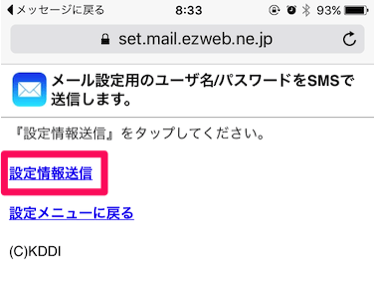 メッセージに戻る 8:33 93%
set.mail.ezweb.ne.jp
メール設定用のユーザ名/パスワードをSMSで
送信します。
『設定情報送信』をタップしてください。
設定情報送信
設定メニューに戻る
(C)KDDI